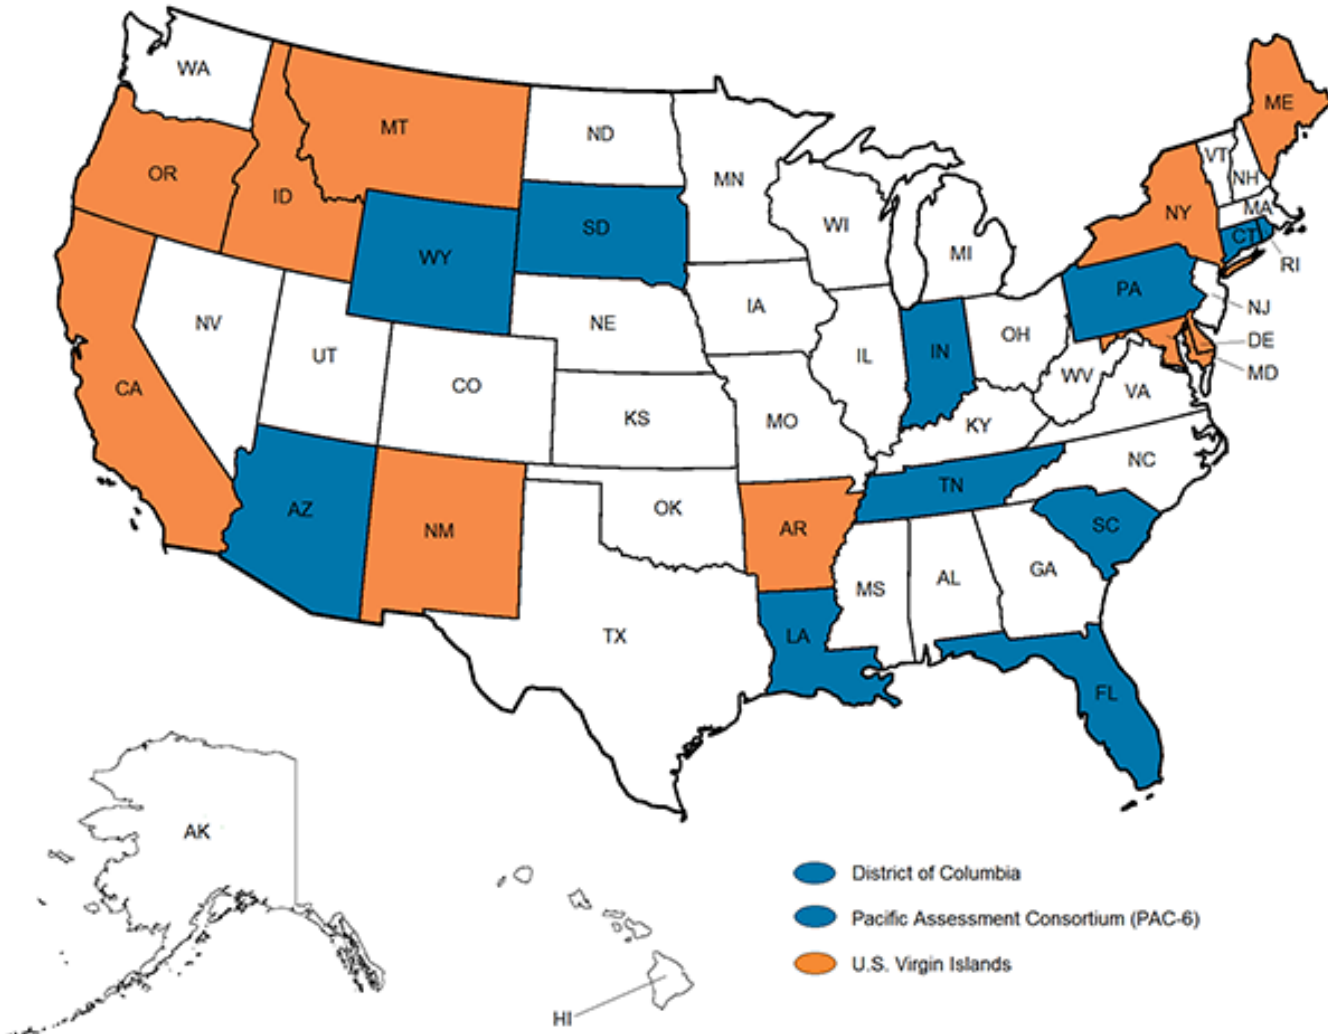 WA
MT
ND
MN
ME
VT
NH
OR
ID
SD
WI
NY
MA
WY
MI
CT
RI
IA
PA
NJ
NV
NE
OH
DE
UT
IL
IN
MD
CA
CO
WV
VA
KS
MO
KY
NC
AZ
NM
OK
AR
TN
SC
MS
AL
GA
TX
LA
FL
AK
HI
District of Columbia
Pacific Assessment Consortium (PAC-6)
U.S. Virgin Islands